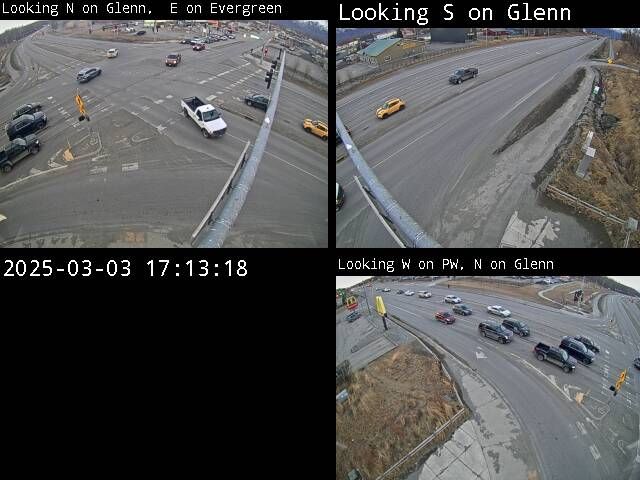 Looking N on Glenn,  E on Evergreen
Looking S on Glenn
2025-03-03 17:13:18
Looking W on PW, N on Glenn